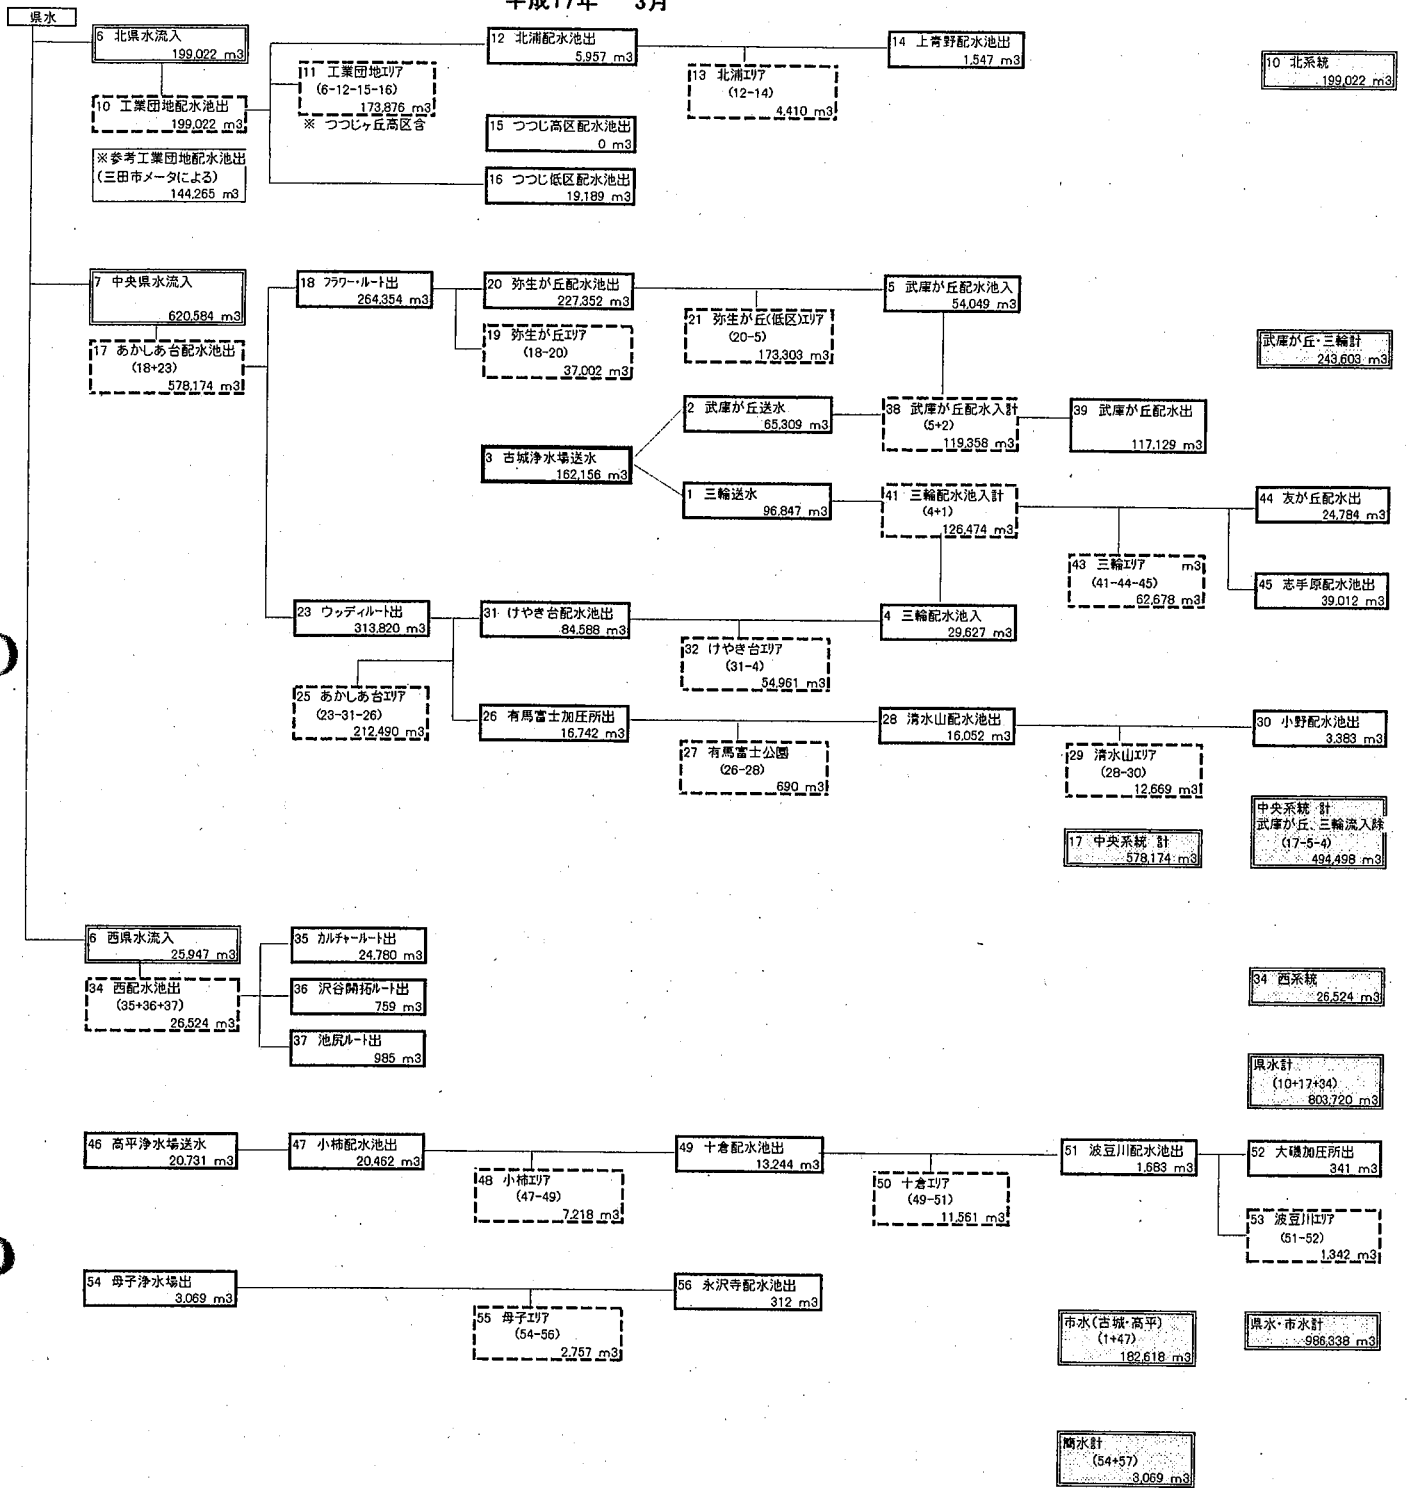 平成17年 3月
県水
6 北県水流入
199,022 m3
12 北浦配水池出
5,957 m3
14 上青野配水池出
1,547 m3
11 工業団地エリア
(6-12-15-16)
173,876 m3
※ つつじヶ丘高区含
13 北浦エリア
(12-14)
4,410 m3
10 北系統
199,022 m3
10 工業団地配水池出
199,022 m3
15 つつじ高区配水池出
0 m3
※参考工業団地配水池出
(三田市メータによる)
144,265 m3
16 つつじ低区配水池出
19,189 m3
7 中央県水流入
620,584 m3
18 フラワー・ルート出
264,354 m3
20 弥生が丘配水池出
227,352 m3
5 武庫が丘配水池入
54,049 m3
17 あかしあ台配水池出
(18+23)
578,174 m3
19 弥生が丘エリア
(18-20)
37,002 m3
21 弥生が丘(低区)エリア
(20-5)
173,303 m3
武庫が丘・三輪計
243,603 m3
2 武庫が丘送水
65,309 m3
38 武庫が丘配水入計
(5+2)
119,358 m3
39 武庫が丘配水出
117,129 m3
3 古城浄水場送水
162,156 m3
1 三輪送水
96,847 m3
41 三輪配水池入計
(4+1)
126,474 m3
44 友が丘配水出
24,784 m3
43 三輪エリア m3
(41-44-45)
62,678 m3
45 志手原配水池出
39,012 m3
23 ウッディルート出
313,820 m3
31 けやき台配水池出
84,588 m3
4 三輪配水池入
29,627 m3
32 けやき台エリア
(31-4)
54,961 m3
25 あかしあ台エリア
(23-31-26)
212,490 m3
26 有馬富士加圧所出
16,742 m3
28 清水山配水池出
16,052 m3
30 小野配水池出
3,383 m3
27 有馬富士公園
(26-28)
690 m3
29 清水山エリア
(28-30)
12,669 m3
17 中央系統 計
578,174 m3
中央系統 計
武庫が丘、三輪流入除
(17-5-4)
494,498 m3
6 西県水流入
25,947 m3
35 カルチャールート出
24,780 m3
34 西配水池出
(35+36+37)
26,524 m3
36 沢谷開拓ルート出
759 m3
34 西系統
26,524 m3
37 池尻ルート出
985 m3
県水計
(10+17+34)
803,720 m3
46 高平浄水場送水
20,731 m3
47 小柿配水池出
20,462 m3
49 十倉配水池出
13,244 m3
51 波豆川配水池出
1,683 m3
52 大磯加圧所出
341 m3
48 小柿エリア
(47-49)
7,218 m3
50 十倉エリア
(49-51)
11,561 m3
53 波豆川エリア
(51-52)
1,342 m3
54 母子浄水場出
3,069 m3
56 永沢寺配水池出
312 m3
55 母子エリア
(54-56)
2,757 m3
市水(古城・高平)
(1+47)
182,618 m3
県水・市水計
986,338 m3
簡水計
(54+57)
3,069 m3